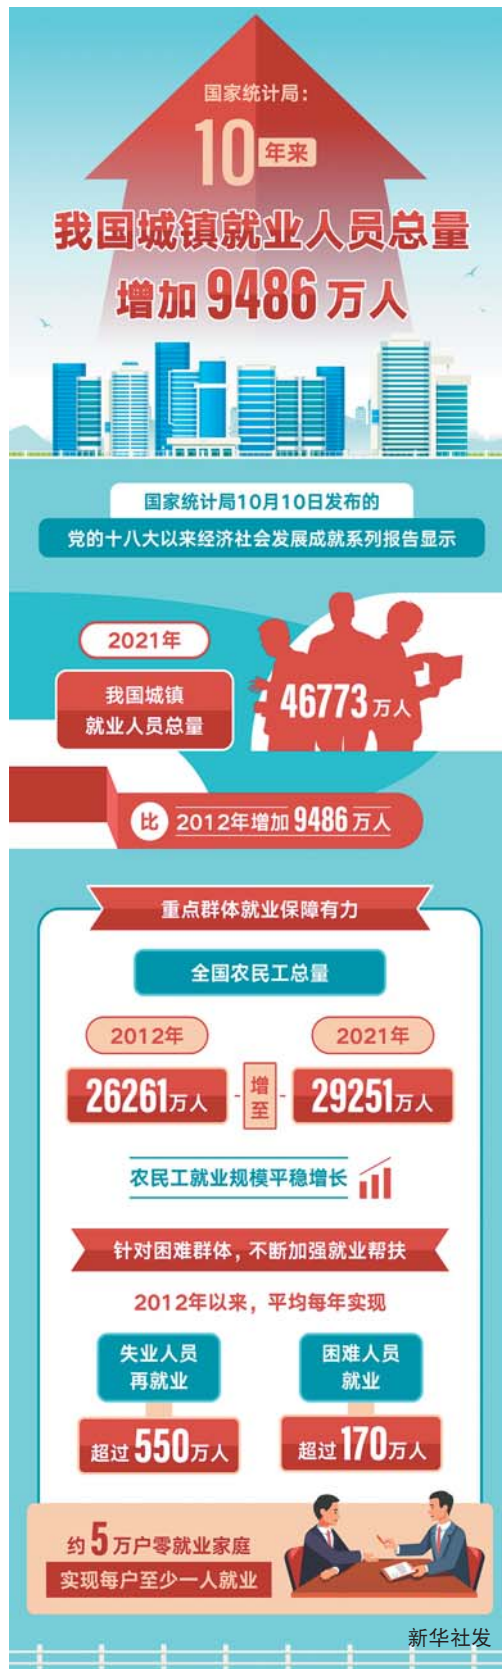 国家统计局：
10年来
我国城镇就业人员总量
增加9486万人
国家统计局10月10日发布的
党的十八大以来经济社会发展成就系列报告显示
2021年
我国城镇
就业人员总量
46773万人
比 2012年增加9486万人
重点群体就业保障有力
全国农民工总量
2012年
2021年
26261万人
增至
29251万人
农民工就业规模平稳增长
针对困难群体，不断加强就业帮扶
2012年以来，平均每年实现
失业人员
再就业
困难人员
就业
超过550万人
超过170万人
约5万户零就业家庭
实现每户至少一人就业
新华社发